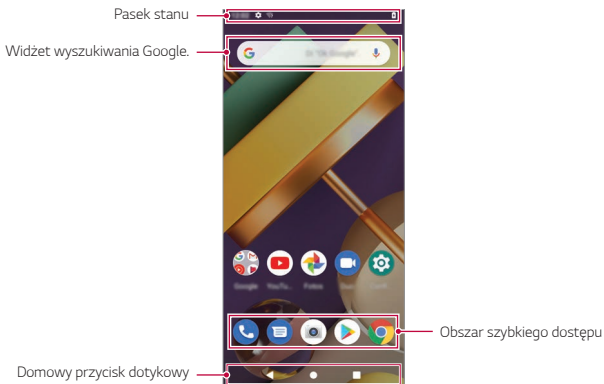 Pasek stanu
Widżet wyszukiwania Google.
Obszar szybkiego dostępu
Domowy przycisk dotykowy